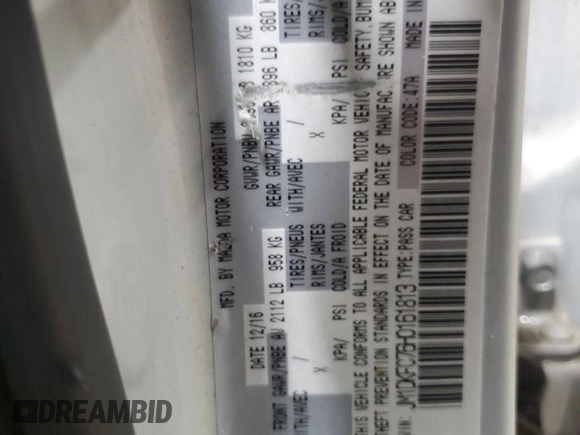 MFD. BY MAZDA MOTOR CORPORATION
DATE 12/16 GVWR/PNBV 1810 KG
FRONT GAWR/PNBE AV 2112 LB 958 KG REAR GAWR/PNBE AR 896 LB 860 K
WITH/AVEC TIRES/PNEUS RIMS/JANTES WITH/AVEC TIRES/ RIMS/
X X
KPA/ PSI COLD/A FROID KPA/ PSI COLD/A
THIS VEHICLE CONFORMS TO ALL APPLICABLE FEDERAL MOTOR VEHIC SAFETY, BUM
THEFT PREVENTION STANDARDS IN EFFECT ON THE DATE OF MANUFAC RE SHOWN AB
VIN: TYPE:PASS CAR COLOR CODE:47A MADE IN
DREAMBID